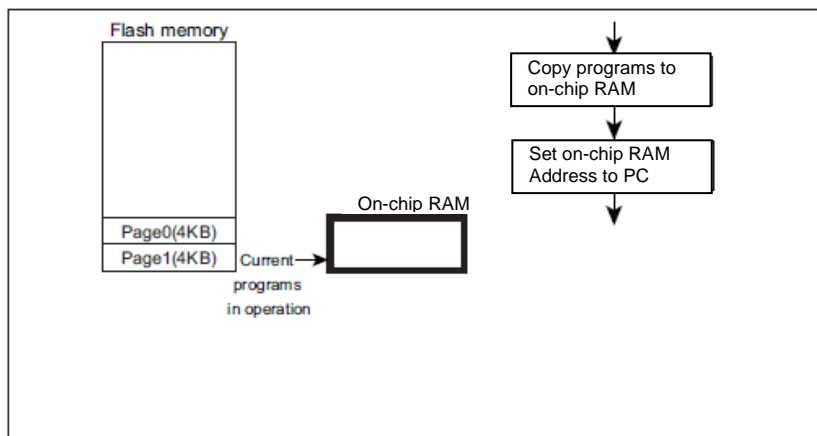 Flash memory
Page0(4KB)
Page1(4KB)
Current
programs
in operation
On-chip RAM
Copy programs to
on-chip RAM
Set on-chip RAM
Address to PC